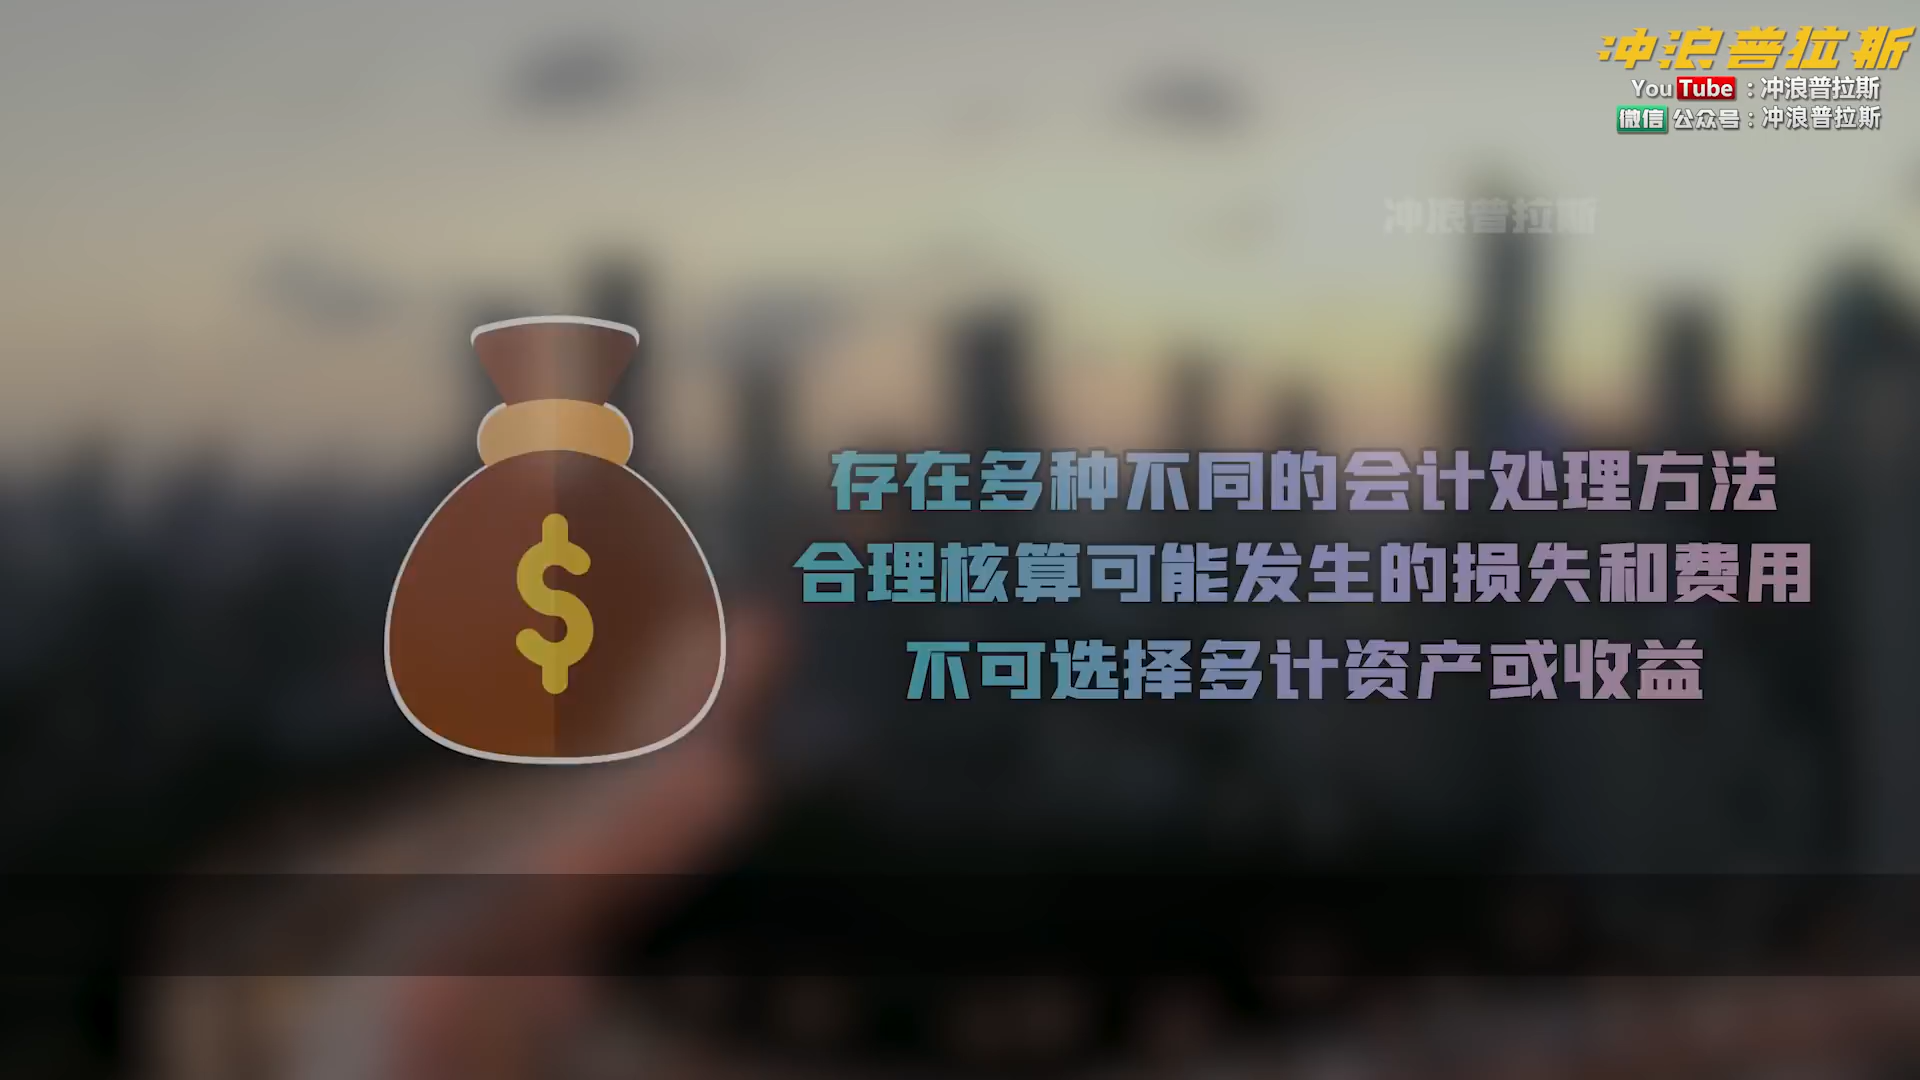 冲浪普拉斯
YouTube：冲浪普拉斯
微信公众号：冲浪普拉斯
冲浪普拉斯
存在多种不同的会计处理方法
合理核算可能发生的损失和费用
不可选择多计资产或收益